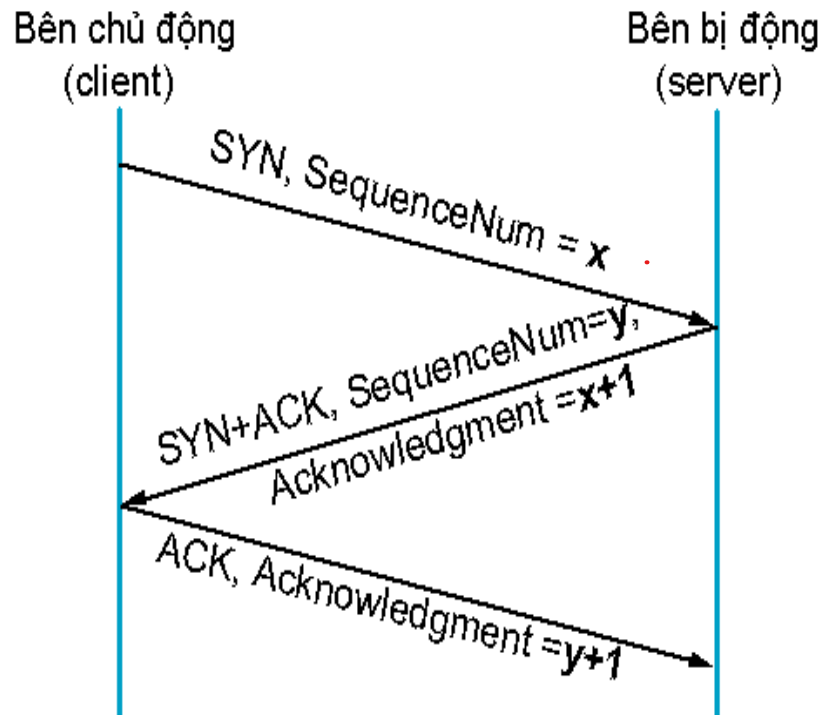 Bên chủ động
(client)
Bên bị động
(server)
SYN, SequenceNum = x
SYN+ACK, SequenceNum=y,
Acknowledgment =x+1
ACK, Acknowledgment =y+1